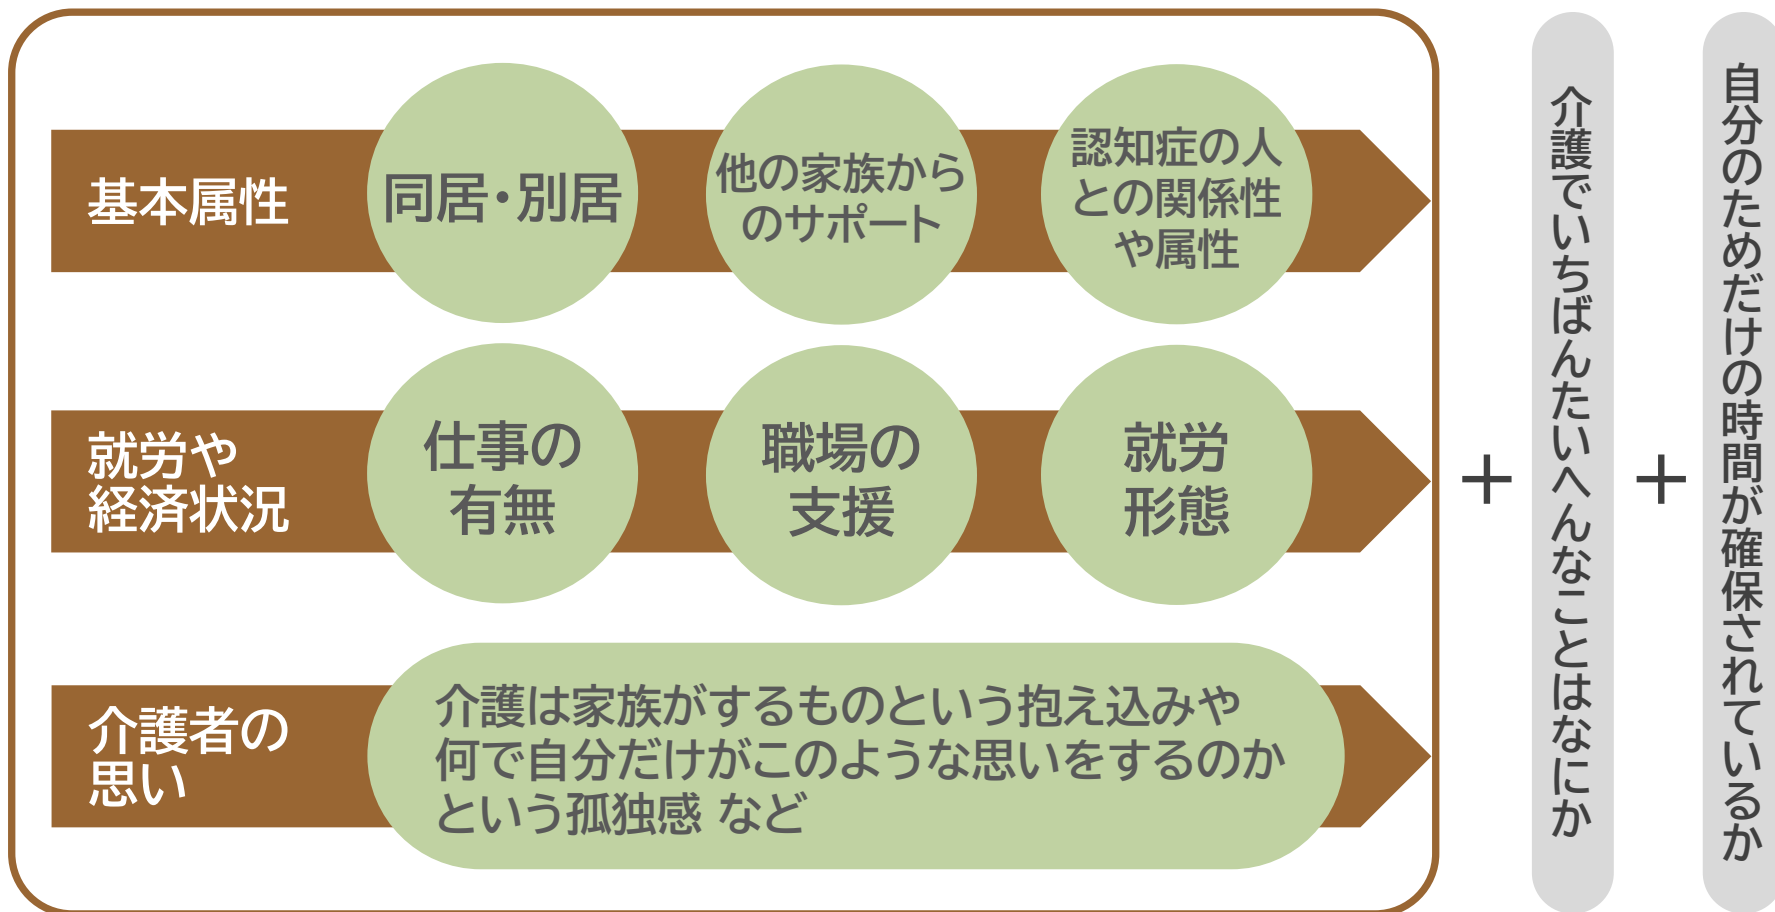 基本属性
同居・別居
他の家族から
のサポート
認知症の人
との関係性
や属性
就労や
経済状況
仕事の
有無
職場の
支援
就労
形態
介護者の
思い
介護は家族がするものという抱え込みや
何で自分だけがこのような思いをするのか
という孤独感 など
＋
介護でいちばんたいへんなことはなにか
＋
自分のためだけの時間が確保されているか